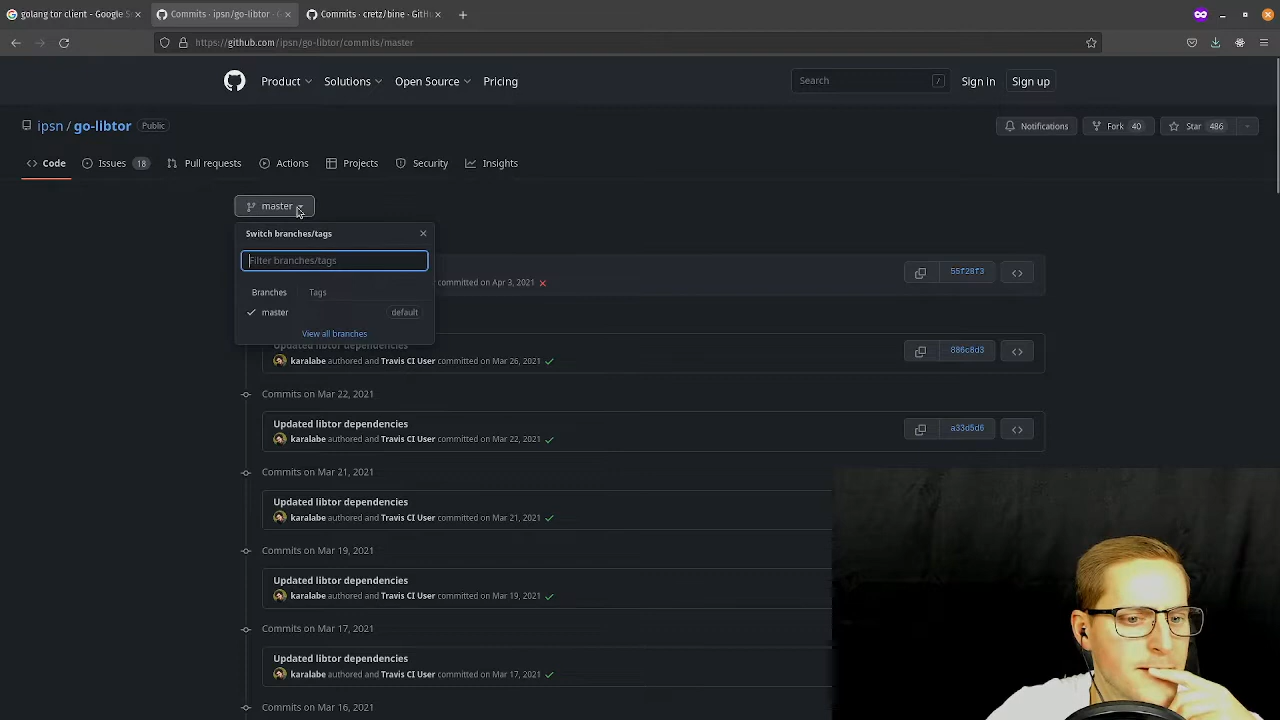 golang tor client - Google S
Commits · ipsn/go-libtor · G
Commits · cretz/bine · GitHu
https://github.com/ipsn/go-libtor/commits/master
Product
Solutions
Open Source
Pricing
Search
/
Sign in
Sign up
ipsn / go-libtor
Public
Notifications
Fork 40
Star 486
Code
Issues 18
Pull requests
Actions
Projects
Security
Insights
master
Switch branches/tags
Filter branches/tags
Branches
Tags
master
default
View all branches
committed on Apr 3, 2021
55f28f3
Updated libtor dependencies
karalabe authored and Travis CI User committed on Mar 26, 2021
886c8d3
Commits on Mar 22, 2021
Updated libtor dependencies
karalabe authored and Travis CI User committed on Mar 22, 2021
a33d5d6
Commits on Mar 21, 2021
Updated libtor dependencies
karalabe authored and Travis CI User committed on Mar 21, 2021
Commits on Mar 19, 2021
Updated libtor dependencies
karalabe authored and Travis CI User committed on Mar 19, 2021
Commits on Mar 17, 2021
Updated libtor dependencies
karalabe authored and Travis CI User committed on Mar 17, 2021
Commits on Mar 16, 2021